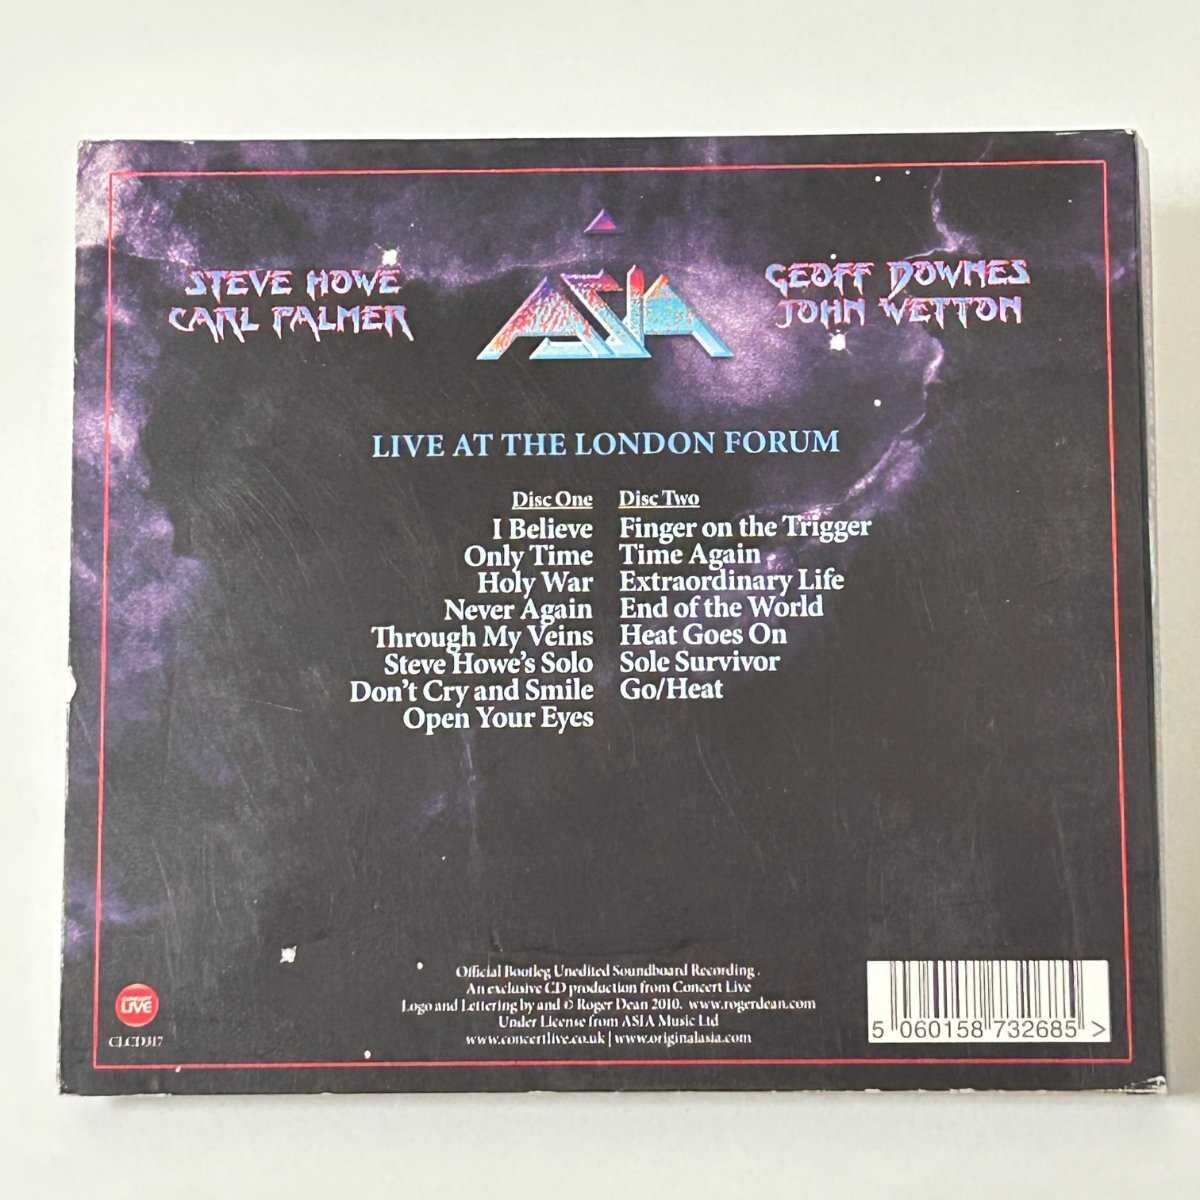 STEVE HOWE
CARL PALMER
ASIA
GEOFF DOWNES
JOHN WETTON
LIVE AT THE LONDON FORUM
Disc One
I Believe
Only Time
Holy War
Never Again
Through My Veins
Steve Howe's Solo
Don't Cry and Smile
Open Your Eyes
Disc Two
Finger on the Trigger
Time Again
Extraordinary Life
End of the World
Heat Goes On
Sole Survivor
Go/Heat
Official Bootleg Unedited Soundboard Recording .
An exclusive CD production from Concert Live
Logo and Lettering by and © Roger Dean 2010. www.rogerdean.com
Under License from ASIA Music Ltd
www.concertlive.co.uk | www.originalasia.com
CONCERT
LIVE
CLCD317
5 060158 732685 >